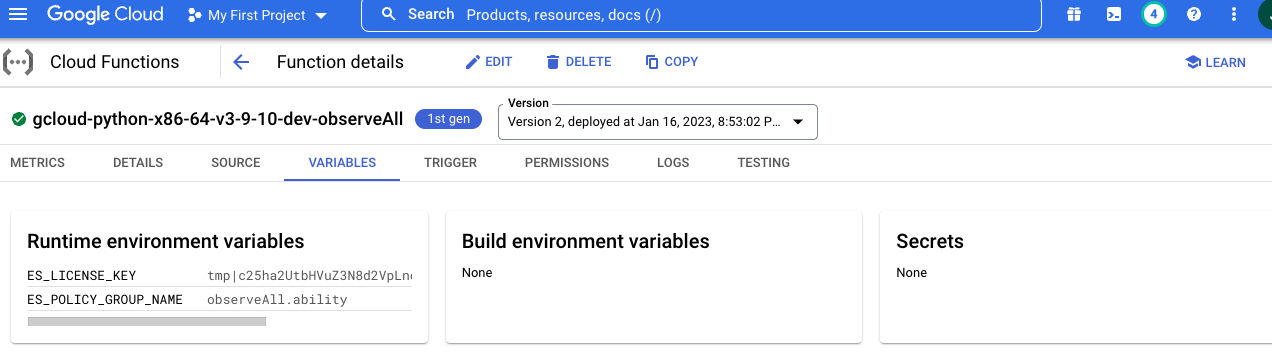 Google Cloud My First Project Search Products, resources, docs (/) 4
Cloud Functions Function details EDIT DELETE COPY LEARN
Version
gcloud-python-x86-64-v3-9-10-dev-observeAll 1st gen Version 2, deployed at Jan 16, 2023, 8:53:02 P...
METRICS DETAILS SOURCE VARIABLES TRIGGER PERMISSIONS LOGS TESTING
Runtime environment variables Build environment variables Secrets
ES_LICENSE_KEY tmp|c25ha2UtbHVuZ3N8d2VpLn None None
ES_POLICY_GROUP_NAME observeAll.ability